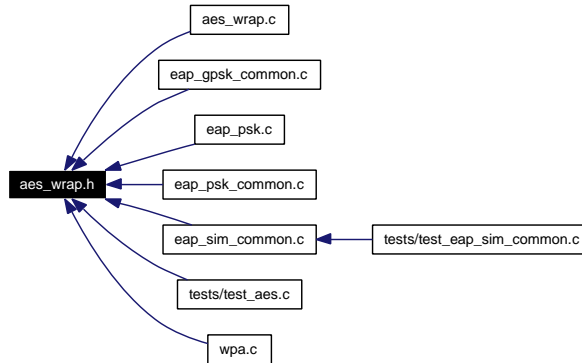 aes_wrap.c
eap_gpsk_common.c
eap_psk.c
aes_wrap.h
eap_psk_common.c
eap_sim_common.c
tests/test_eap_sim_common.c
tests/test_aes.c
wpa.c